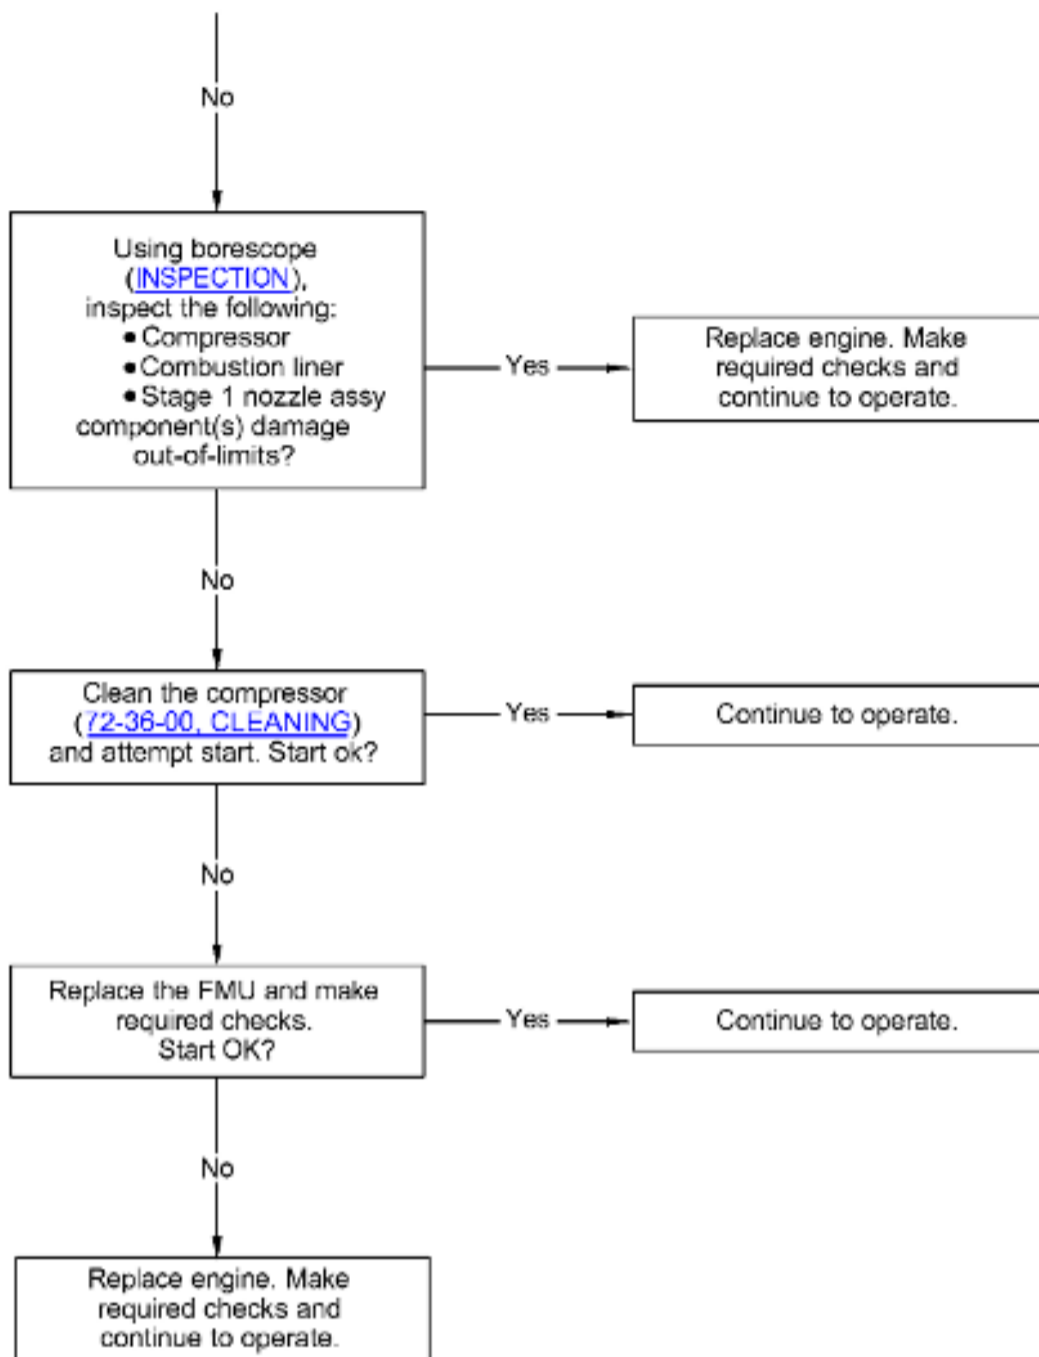 No
Using borescope
(INSPECTION),
inspect the following:
• Compressor
• Combustion liner
• Stage 1 nozzle assy
component(s) damage
out-of-limits?
Yes
Replace engine. Make
required checks and
continue to operate.
No
Clean the compressor
(72-36-00, CLEANING)
and attempt start. Start ok?
Yes
Continue to operate.
No
Replace the FMU and make
required checks.
Start OK?
Yes
Continue to operate.
No
Replace engine. Make
required checks and
continue to operate.